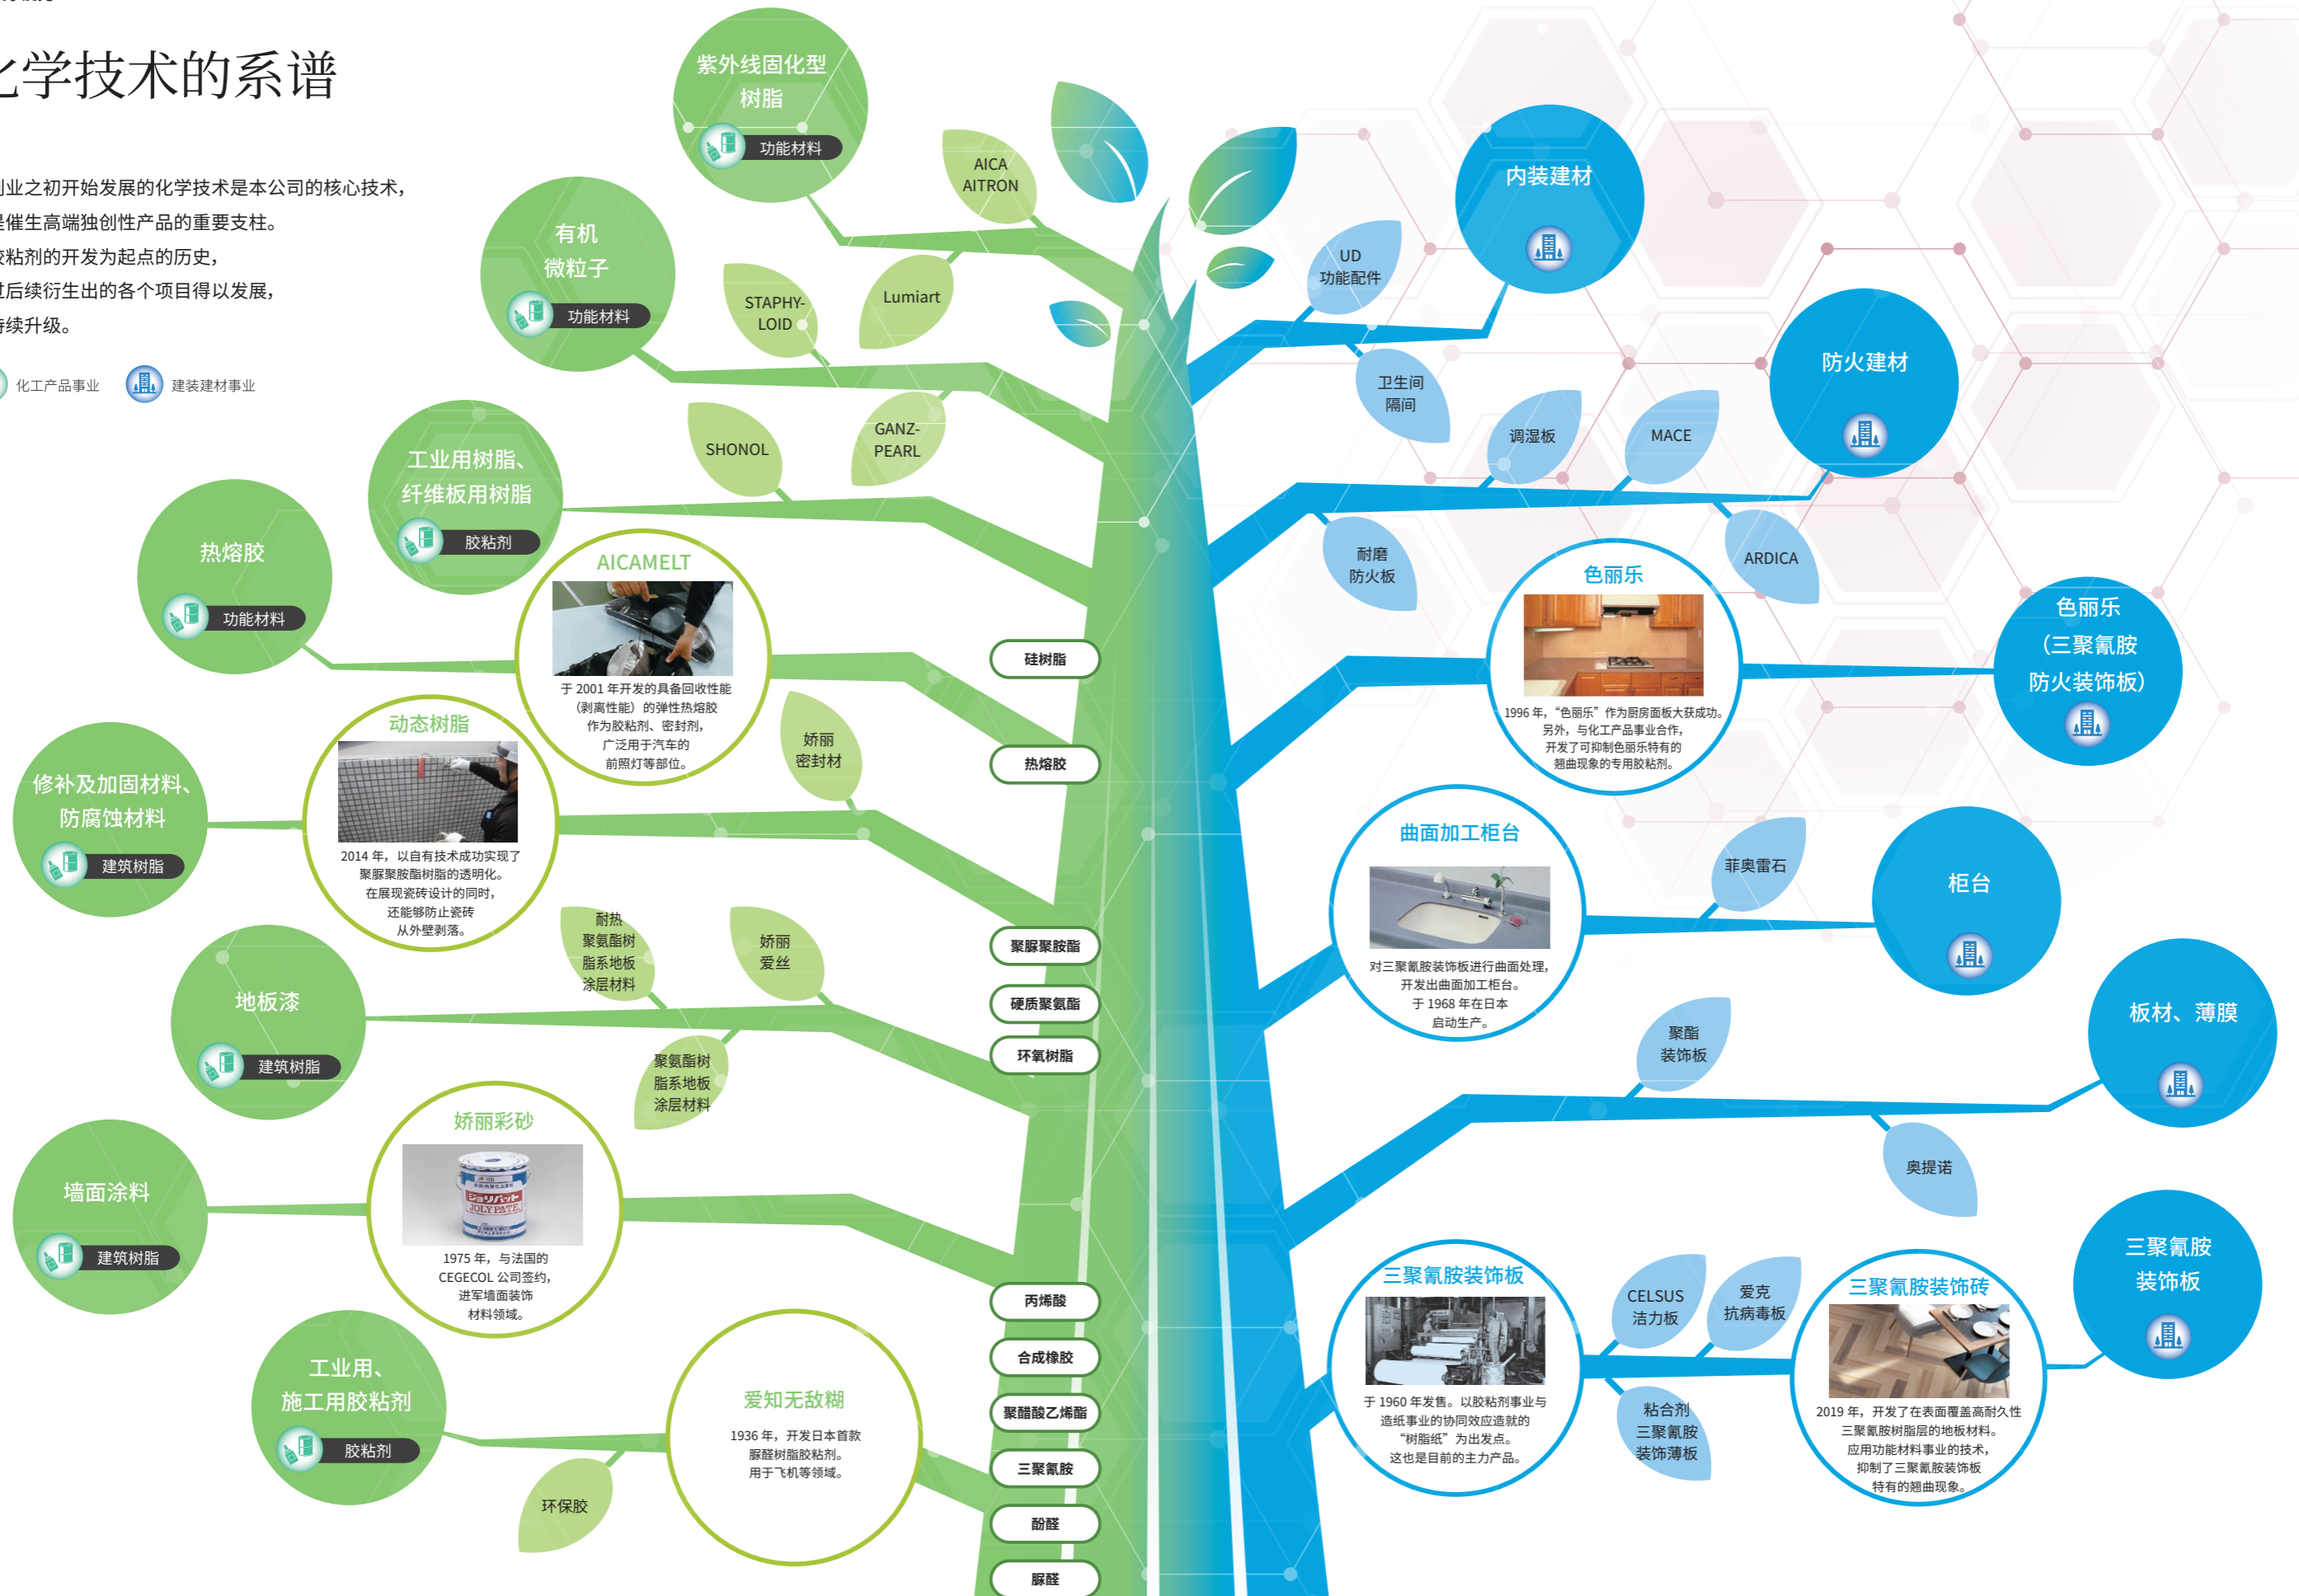 化学技术的系谱
创业之初开始发展的化学技术是本公司的核心技术，
是催生高端独创性产品的重要支柱。
胶粘剂的开发为起点的历史，
过后续衍生出的各个项目得以发展，
持续升级。
化工产品事业
建装建材事业
紫外线固化型
树脂
功能材料
AICA
AITRON
有机
微粒子
功能材料
STAPHY-
LOID
Lumiart
工业用树脂、
纤维板用树脂
胶粘剂
SHONOL
GANZ-
PEARL
热熔胶
功能材料
AICAMELT
于 2001 年开发的具备回收性能
（剥离性能）的弹性热熔胶
作为胶粘剂、密封剂，
广泛用于汽车的
前照灯等部位。
修补及加固材料、
防腐蚀材料
建筑树脂
动态树脂
2014 年，以自有技术成功实现了
聚脲聚胺酯树脂的透明化。
在展现瓷砖设计的同时，
还能够防止瓷砖
从外壁剥落。
娇丽
密封材
地板漆
建筑树脂
耐热
聚氨酯树
脂系地板
涂层材料
娇丽
爱丝
聚氨酯树
脂系地板
涂层材料
墙面涂料
建筑树脂
娇丽彩砂
JP-100
ジョリパット
JOLYPATE
1975 年，与法国的
CEGECOL 公司签约，
进军墙面装饰
材料领域。
工业用、
施工用胶粘剂
胶粘剂
环保胶
爱知无敌糊
1936 年，开发日本首款
脲醛树脂胶粘剂。
用于飞机等领域。
硅树脂
热熔胶
聚脲聚胺酯
硬质聚氨酯
环氧树脂
丙烯酸
合成橡胶
聚醋酸乙烯酯
三聚氰胺
酚醛
脲醛
内装建材
UD
功能配件
卫生间
隔间
防火建材
调湿板
MACE
耐磨
防火板
ARDICA
色丽乐
1996 年，“色丽乐”作为厨房面板大获成功。
另外，与化工产品事业合作，
开发了可抑制色丽乐特有的
翘曲现象的专用胶粘剂。
色丽乐
（三聚氰胺
防火装饰板）
曲面加工柜台
对三聚氰胺装饰板进行曲面处理，
开发出曲面加工柜台。
于 1968 年在日本
启动生产。
菲奥雷石
柜台
聚酯
装饰板
奥提诺
板材、薄膜
三聚氰胺装饰板
于 1960 年发售。以胶粘剂事业与
造纸事业的协同效应造就的
“树脂纸”为出发点。
这也是目前的主力产品。
CELSUS
洁力板
爱克
抗病毒板
粘合剂
三聚氰胺
装饰薄板
三聚氰胺装饰砖
2019 年，开发了在表面覆盖高耐久性
三聚氰胺树脂层的地板材料。
应用功能材料事业的技术，
抑制了三聚氰胺装饰板
特有的翘曲现象。
三聚氰胺
装饰板